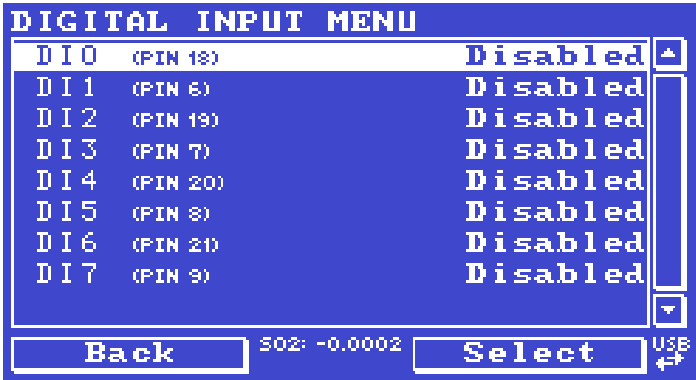 DIGITAL INPUT MENU
DI0 (PIN 18) Disabled
DI1 (PIN 6) Disabled
DI2 (PIN 19) Disabled
DI3 (PIN 7) Disabled
DI4 (PIN 20) Disabled
DI5 (PIN 8) Disabled
DI6 (PIN 21) Disabled
DI7 (PIN 9) Disabled
Back SO2: -0.0002 Select USB